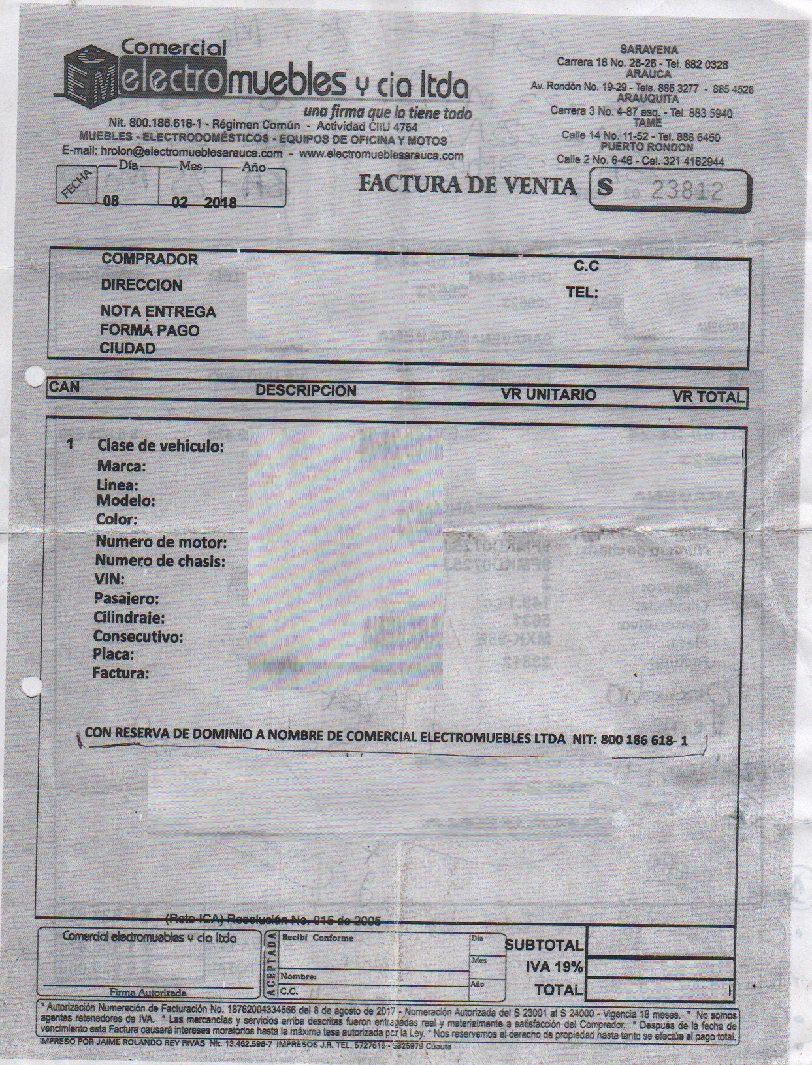 Comercial
electromuebles y cia ltda
una firma que lo tiene todo
Nit. 800.186.618-1 - Régimen Común - Actividad CIIU 4754
MUEBLES - ELECTRODOMÉSTICOS - EQUIPOS DE OFICINA Y MOTOS
E-mail: hrolon@electromueblesarauca.com - www.electromueblesarauca.com
SARAVENA
Carrera 16 No. 26-26 - Tel. 882 0328
ARAUCA
Av. Rondón No. 19-29 - Tels. 885 3277 - 885 4528
ARAUQUITA
Carrera 3 No. 4-87 esq. - Tel. 883 5940
TAME
Calle 14 No. 11-52 - Tel. 888 6460
PUERTO RONDON
Calle 2 No. 6-48 - Cel. 321 4162944
FECHA
Día Mes Año
08 02 2018
FACTURA DE VENTA S 23812
COMPRADOR C.C
DIRECCION TEL:
NOTA ENTREGA
FORMA PAGO
CIUDAD
CAN DESCRIPCION VR UNITARIO VR TOTAL
1 Clase de vehiculo:
Marca:
Linea:
Modelo:
Color:
Numero de motor:
Numero de chasis:
VIN:
Pasajero:
Cilindraje:
Consecutivo:
Placa:
Factura:
CON RESERVA DE DOMINIO A NOMBRE DE COMERCIAL ELECTROMUEBLES LTDA NIT: 800 186 618- 1
(Rete ICA) Resolución No. 015 de 2005
Comercial electromuebles y cia ltda
Firma Autorizada
ACEPTADA
Recibí Conforme
Nombre:
C.C.
Día
Mes
Año
SUBTOTAL
IVA 19%
TOTAL
* Autorización Numeración de Facturación No. 18762004334566 del 8 de agosto de 2017 - Numeración Autorizada del S 23001 al S 24000 - Vigencia 18 meses. * No somos
agentes retenedores de IVA. * Las mercancías y servicios arriba descritas fueron entregadas real y materialmente a satisfacción del Comprador. * Después de la fecha de
vencimiento esta Factura causará intereses moratorios hasta la máxima tasa autorizada por la Ley. * Nos reservamos el derecho de propiedad hasta tanto se efectúe al pago total.
IMPRESO POR JAIME ROLANDO REY RIVAS Nit. 13.462.598-7 IMPRESOS J.R. TEL. 5727613 - 5825979 Cúcuta